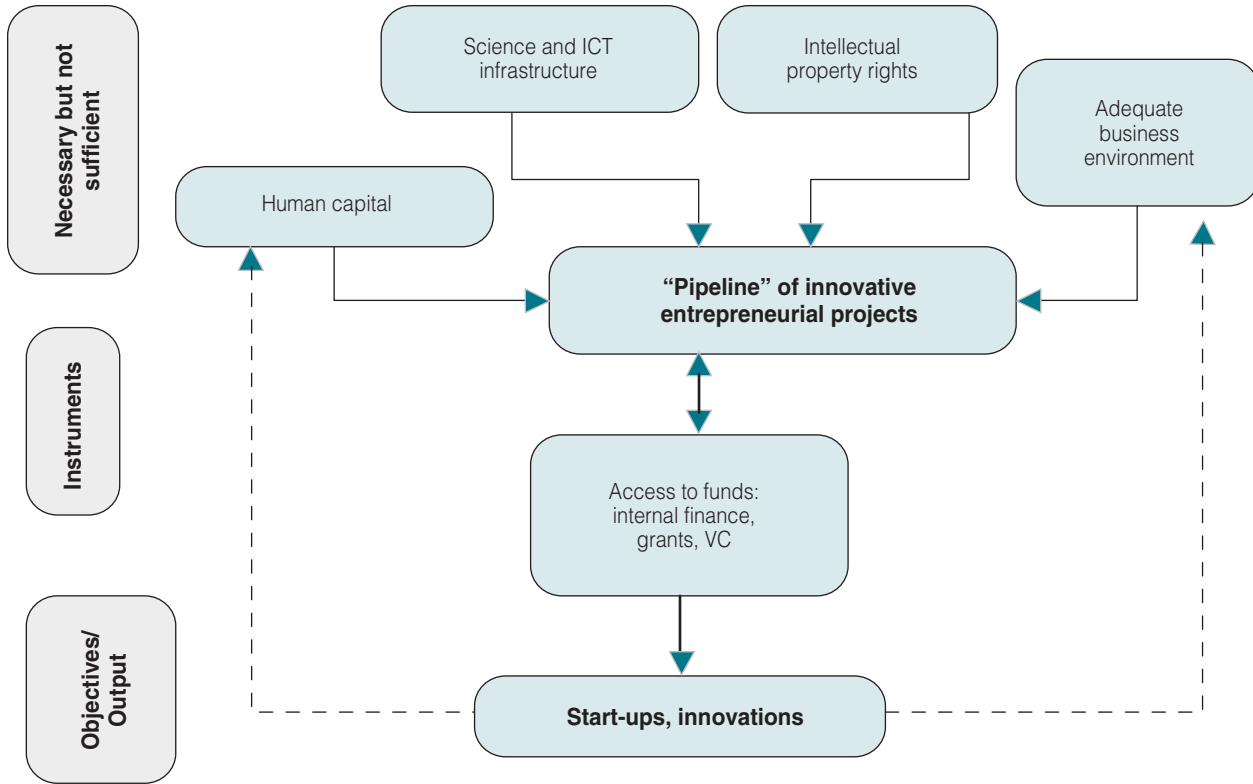 Necessary but not
sufficient
Science and ICT
infrastructure
Intellectual
property rights
Adequate
business
environment
Human capital
“Pipeline” of innovative
entrepreneurial projects
Instruments
Access to funds:
internal finance,
grants, VC
Objectives/
Output
Start-ups, innovations